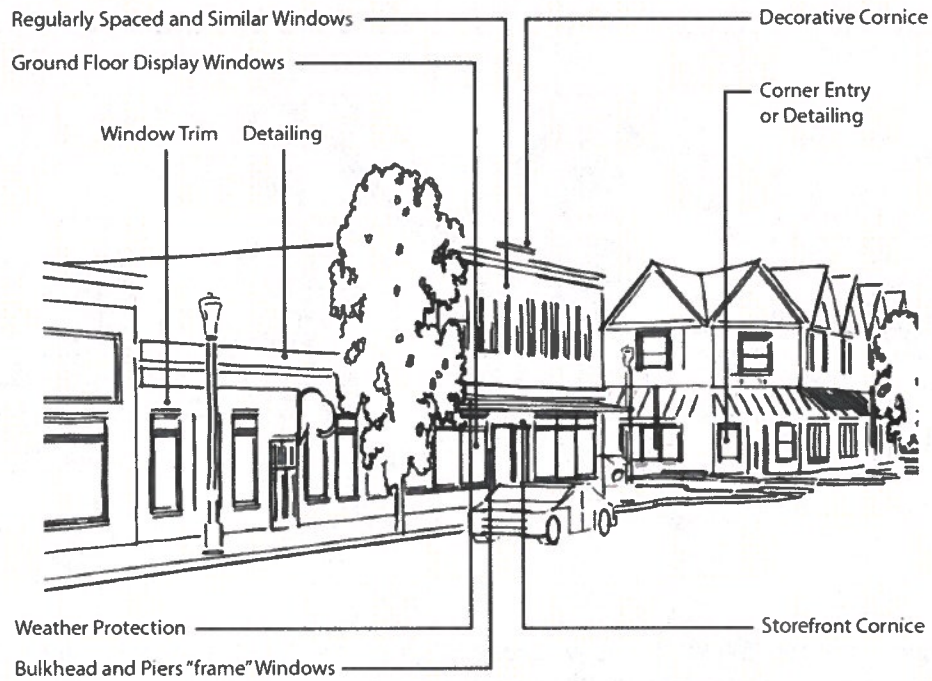 Regularly Spaced and Similar Windows
Decorative Cornice
Ground Floor Display Windows
Corner Entry
or Detailing
Window Trim
Detailing
Weather Protection
Storefront Cornice
Bulkhead and Piers "frame" Windows